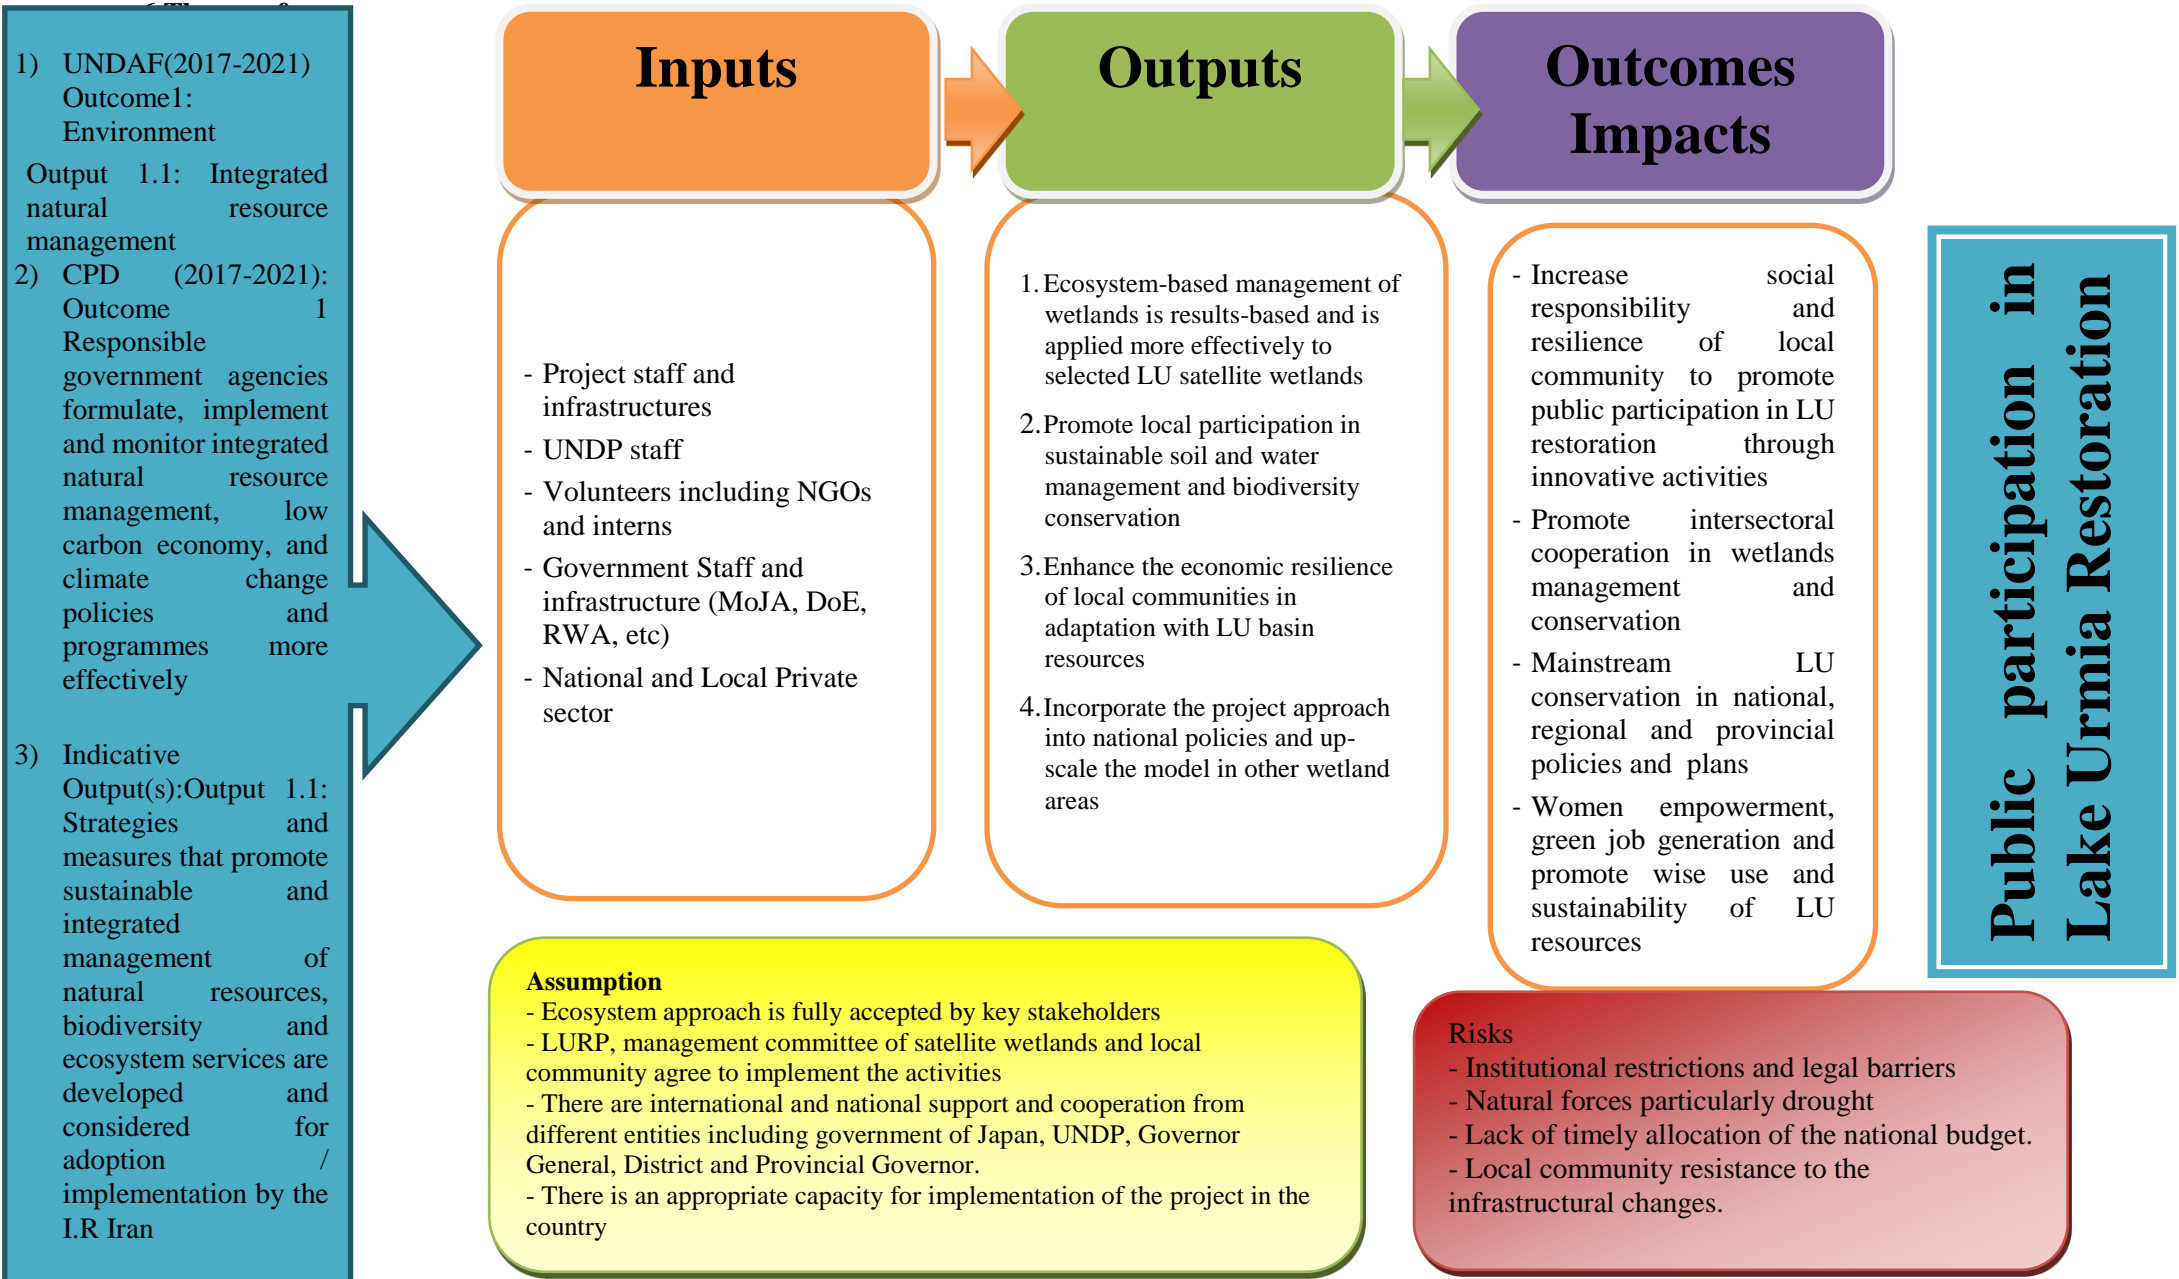 1) UNDAF(2017-2021)
Outcome1:
Environment
Output 1.1: Integrated
natural resource
management
2) CPD (2017-2021):
Outcome 1
Responsible
government agencies
formulate, implement
and monitor integrated
natural resource
management, low
carbon economy, and
climate change
policies and
programmes more
effectively
3) Indicative
Output(s):Output 1.1:
Strategies and
measures that promote
sustainable and
integrated
management of
natural resources,
biodiversity and
ecosystem services are
developed and
considered for
adoption /
implementation by the
I.R Iran
Inputs
- Project staff and
infrastructures
- UNDP staff
- Volunteers including NGOs
and interns
- Government Staff and
infrastructure (MoJA, DoE,
RWA, etc)
- National and Local Private
sector
Outputs
1. Ecosystem-based management of
wetlands is results-based and is
applied more effectively to
selected LU satellite wetlands
2. Promote local participation in
sustainable soil and water
management and biodiversity
conservation
3. Enhance the economic resilience
of local communities in
adaptation with LU basin
resources
4. Incorporate the project approach
into national policies and up-
scale the model in other wetland
areas
Outcomes
Impacts
- Increase social
responsibility and
resilience of local
community to promote
public participation in LU
restoration through
innovative activities
- Promote intersectoral
cooperation in wetlands
management and
conservation
- Mainstream LU
conservation in national,
regional and provincial
policies and plans
- Women empowerment,
green job generation and
promote wise use and
sustainability of LU
resources
Public participation in
Lake Urmia Restoration
Assumption
- Ecosystem approach is fully accepted by key stakeholders
- LURP, management committee of satellite wetlands and local
community agree to implement the activities
- There are international and national support and cooperation from
different entities including government of Japan, UNDP, Governor
General, District and Provincial Governor.
- There is an appropriate capacity for implementation of the project in the
country
Risks
- Institutional restrictions and legal barriers
- Natural forces particularly drought
- Lack of timely allocation of the national budget.
- Local community resistance to the
infrastructural changes.